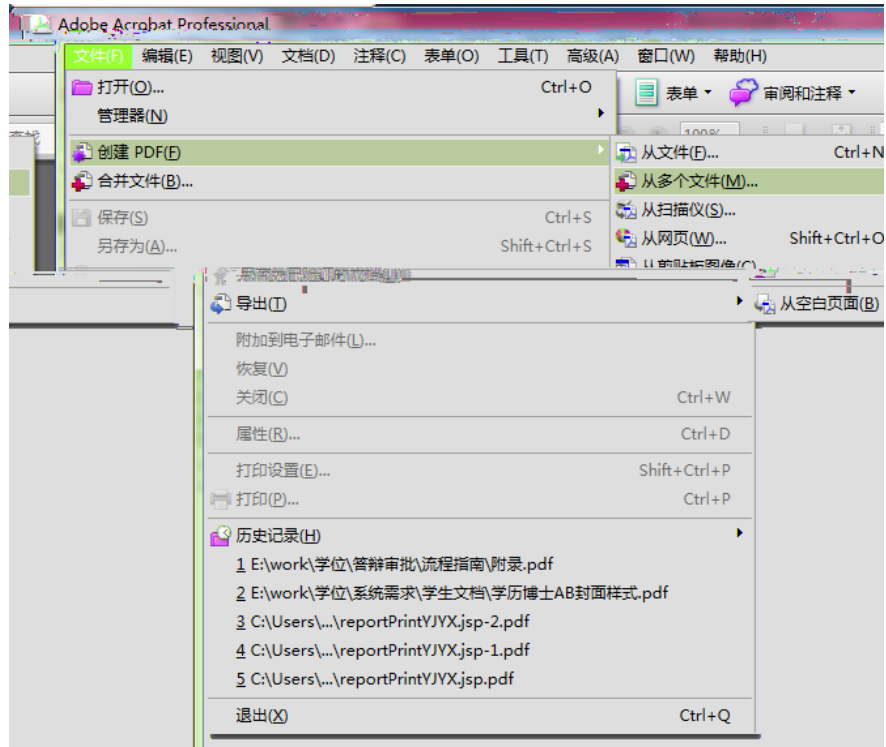 Adobe Acrobat Professional
文件(F) 编辑(E) 视图(V) 文档(D) 注释(C) 表单(O) 工具(T) 高级(A) 窗口(W) 帮助(H)
打开(O)... Ctrl+O
表单 审阅和注释
管理器(N)
100%
查找
创建 PDF(F)
从文件(F)... Ctrl+N
合并文件(B)...
从多个文件(M)...
保存(S) Ctrl+S
从扫描仪(S)...
另存为(A)... Shift+Ctrl+S
从网页(W)... Shift+Ctrl+O
从剪贴板图像(C)
导出(T)
从空白页面(B)
附加到电子邮件(L)...
恢复(V)
关闭(C) Ctrl+W
属性(R)... Ctrl+D
打印设置(E)... Shift+Ctrl+P
打印(P)... Ctrl+P
历史记录(H)
1 E:\work\学位\答辩审批\流程指南\附录.pdf
2 E:\work\学位\系统需求\学生文档\学历博士AB封面样式.pdf
3 C:\Users\...\reportPrintYJYX.jsp-2.pdf
4 C:\Users\...\reportPrintYJYX.jsp-1.pdf
5 C:\Users\...\reportPrintYJYX.jsp.pdf
退出(X) Ctrl+Q